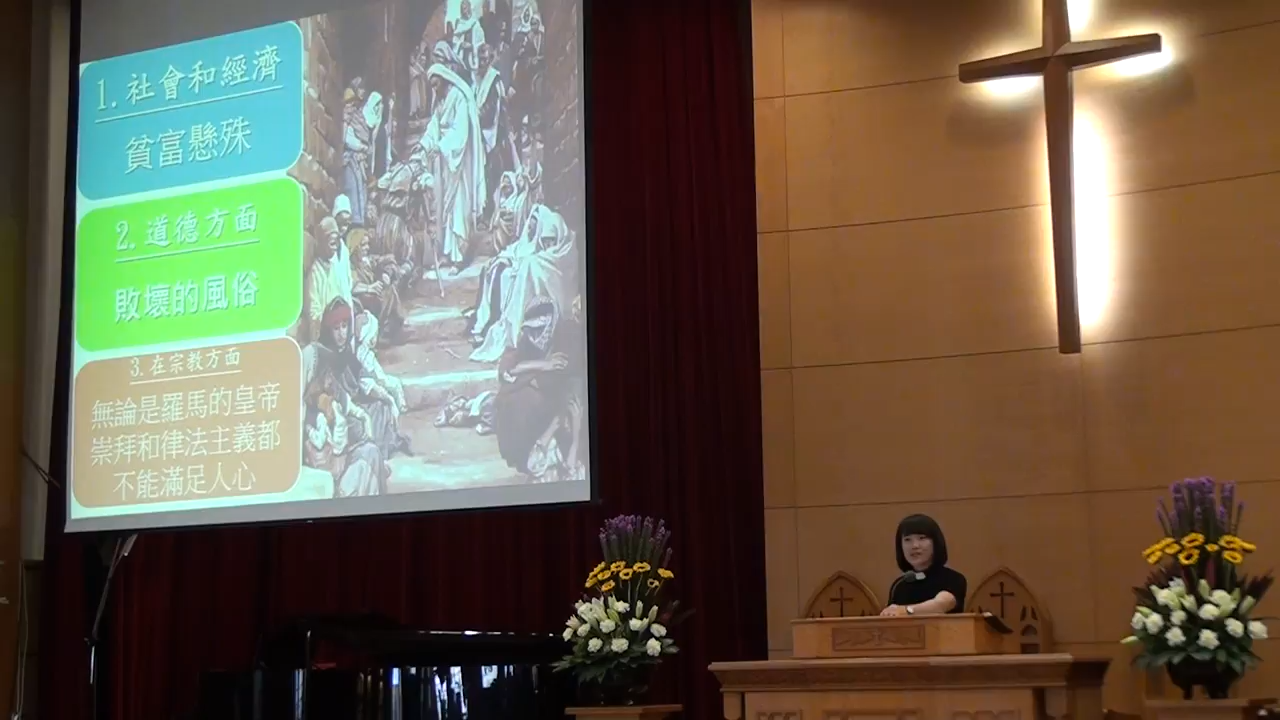 1. 社會和經濟
貧富懸殊
2. 道德方面
敗壞的風俗
3. 在宗教方面
無論是羅馬的皇帝
崇拜和律法主義都
不能滿足人心